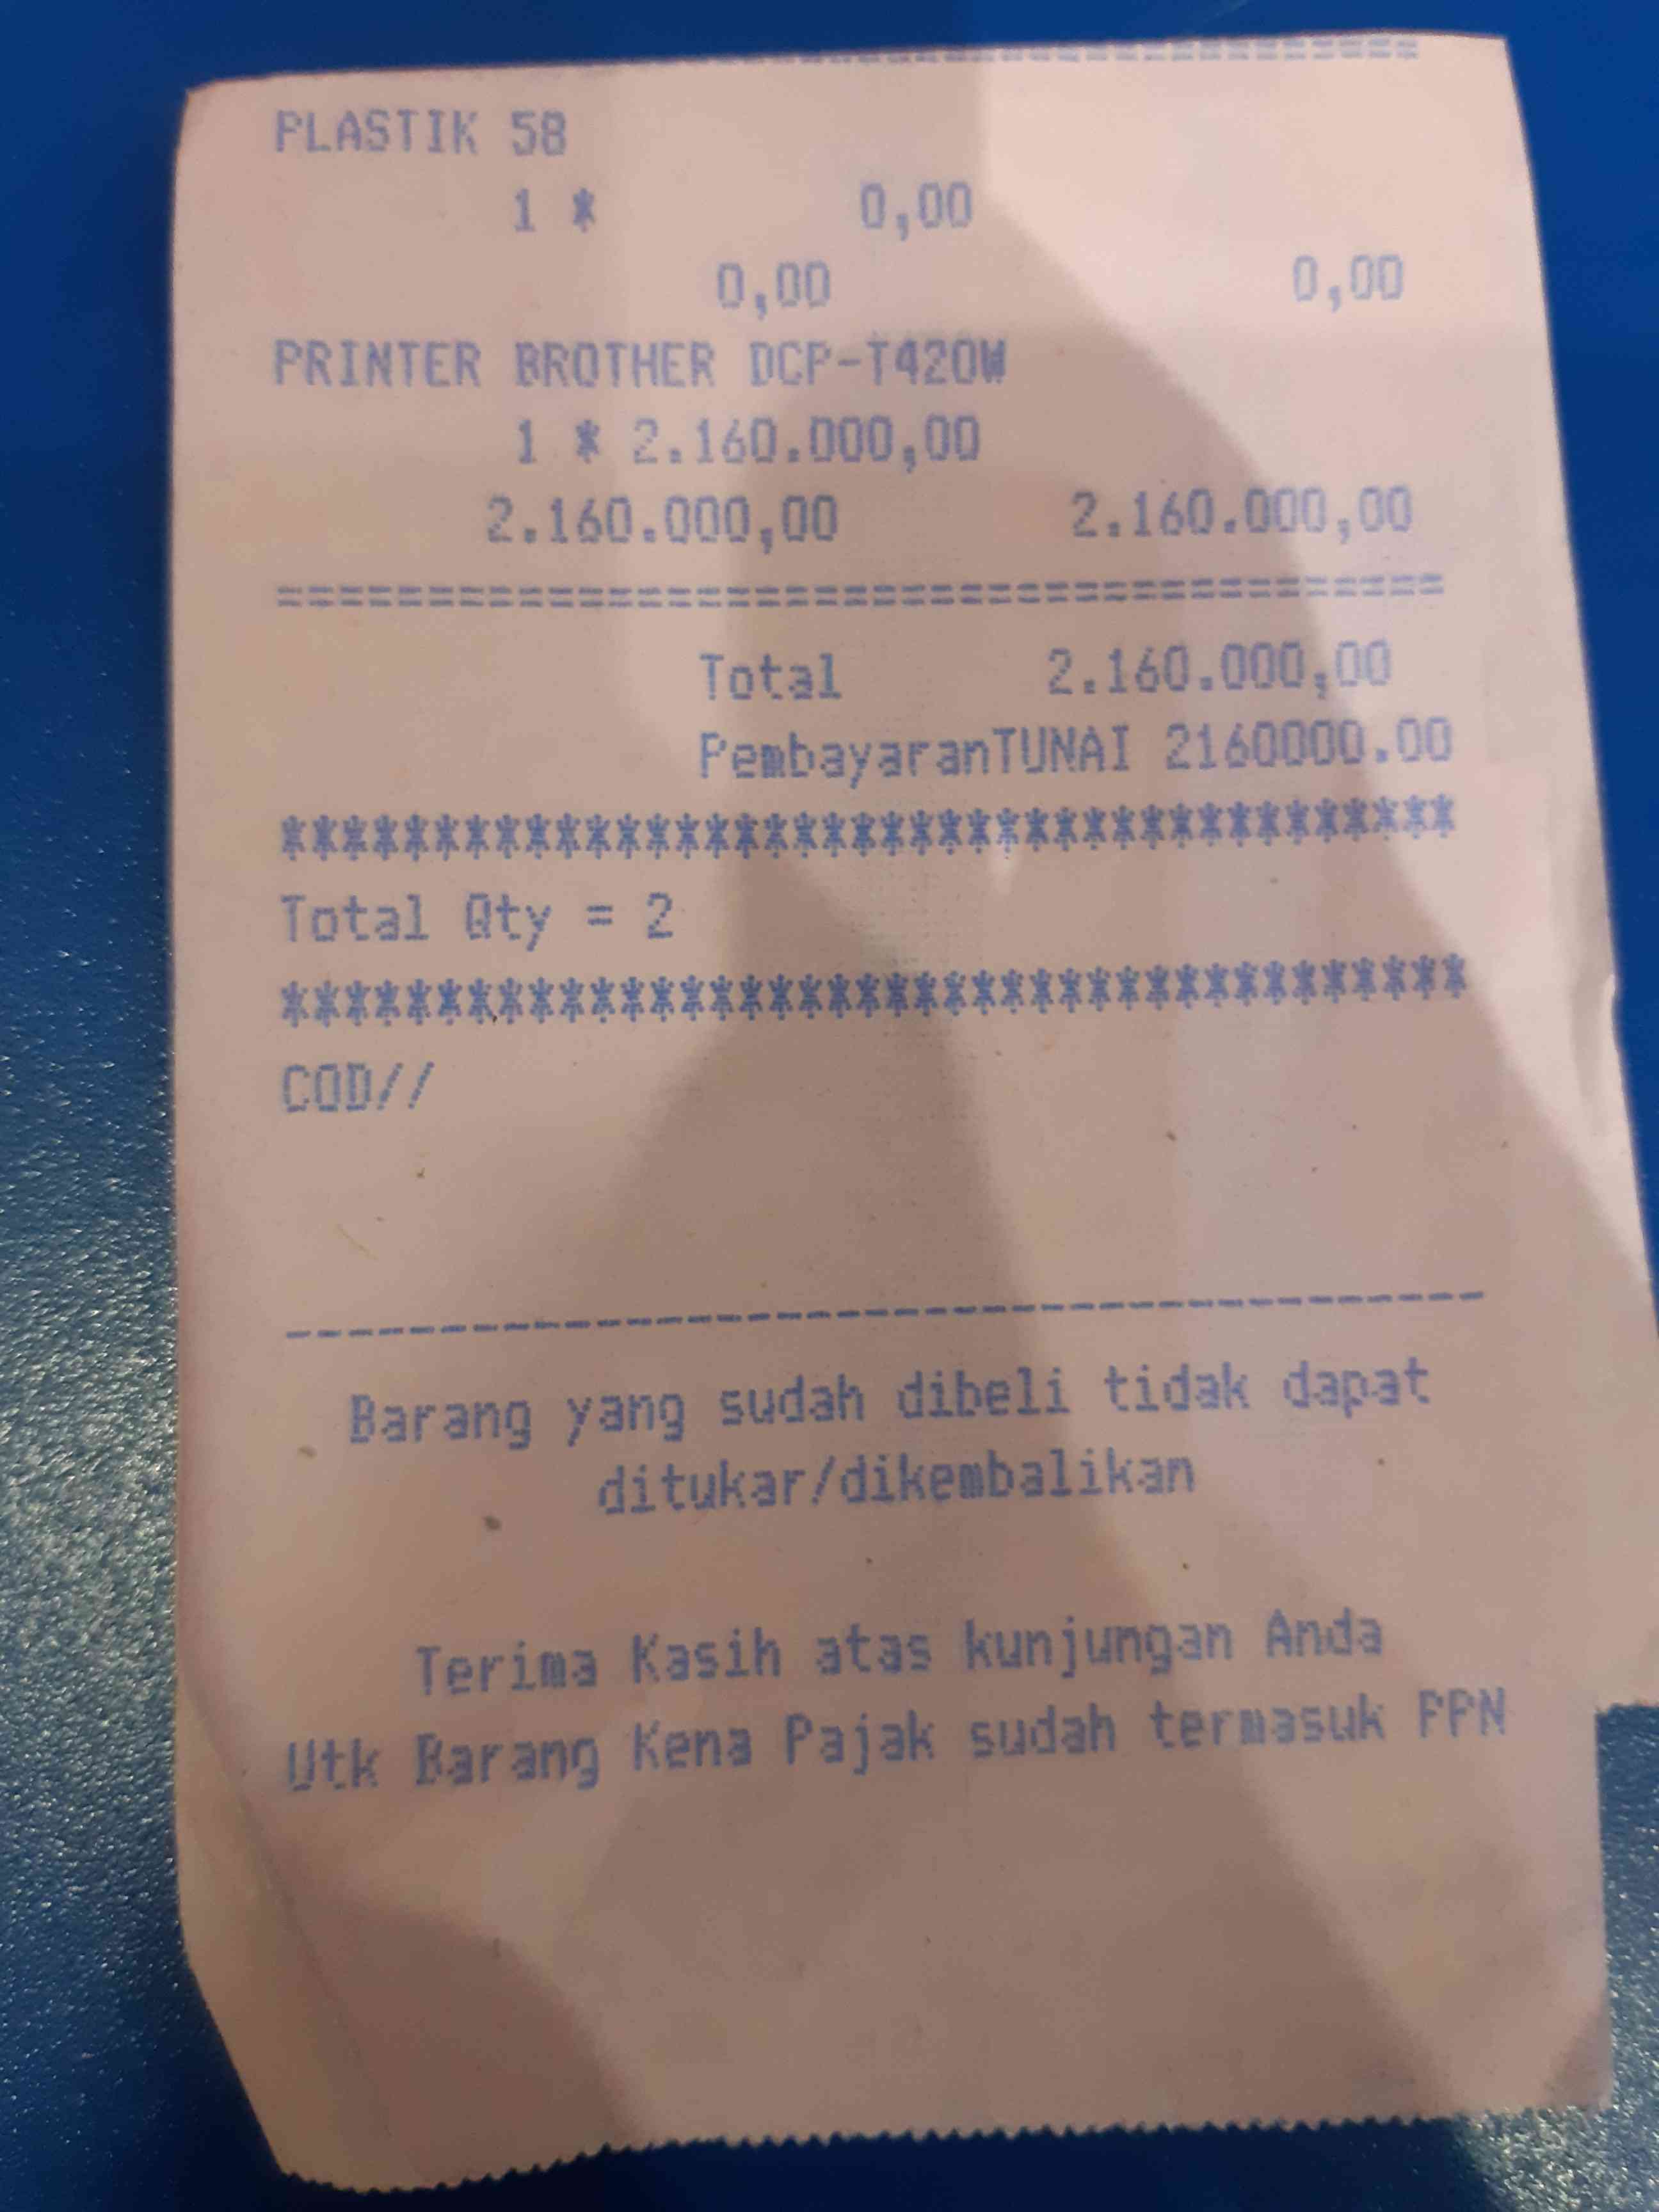 ================================
PLASTIK 58
1 * 0,00
0,00 0,00
PRINTER BROTHER DCP-T420W
1 * 2.160.000,00
2.160.000,00 2.160.000,00
=======================================
Total 2.160.000,00
PembayaranTUNAI 2160000.00
***************************************
Total Qty = 2
***************************************
COD//
----------------------------------------
Barang yang sudah dibeli tidak dapat
ditukar/dikembalikan
Terima Kasih atas kunjungan Anda
Utk Barang Kena Pajak sudah termasuk PPN